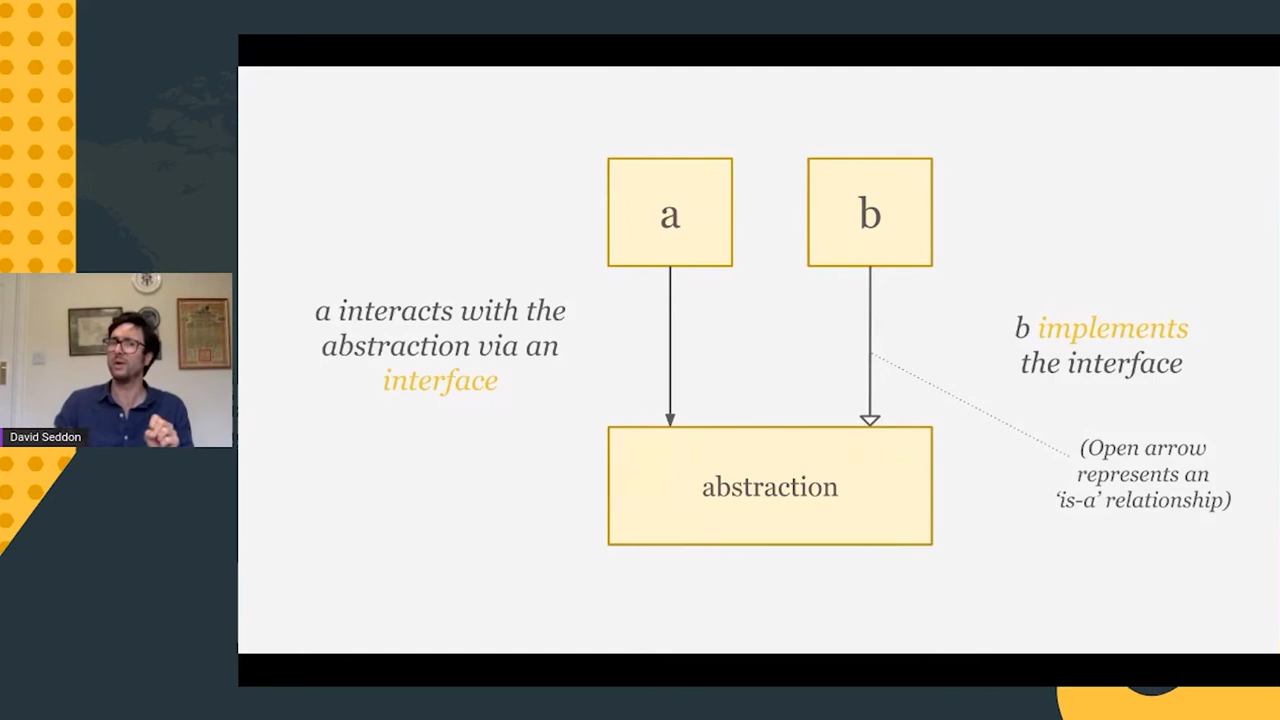 a
b
a interacts with the
abstraction via an
interface
b implements
the interface
(Open arrow
represents an
‘is-a’ relationship)
abstraction
David Seddon